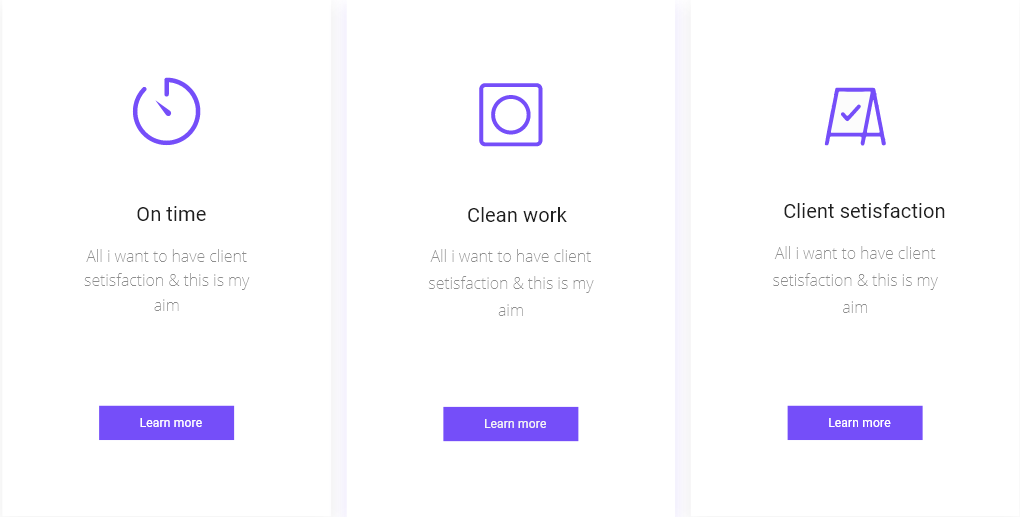 On time
All i want to have client
setisfaction & this is my
aim
Learn more
Clean work
All i want to have client
setisfaction & this is my
aim
Learn more
Client setisfaction
All i want to have client
setisfaction & this is my
aim
Learn more